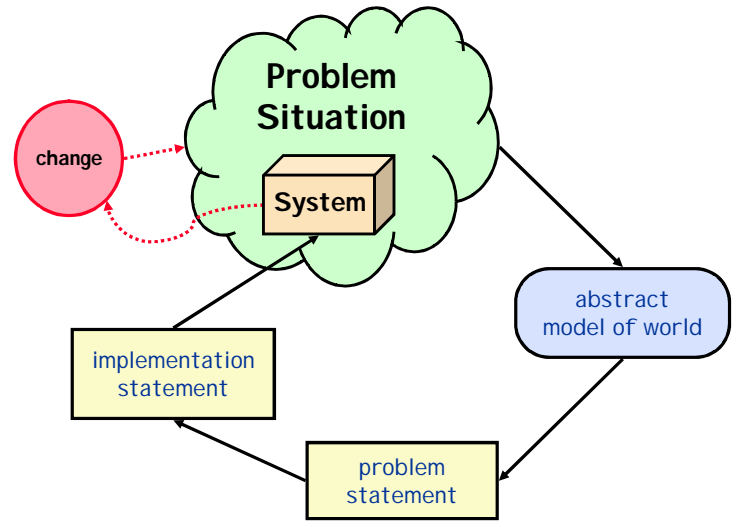 Problem
Situation
change
System
abstract
model of world
implementation
statement
problem
statement